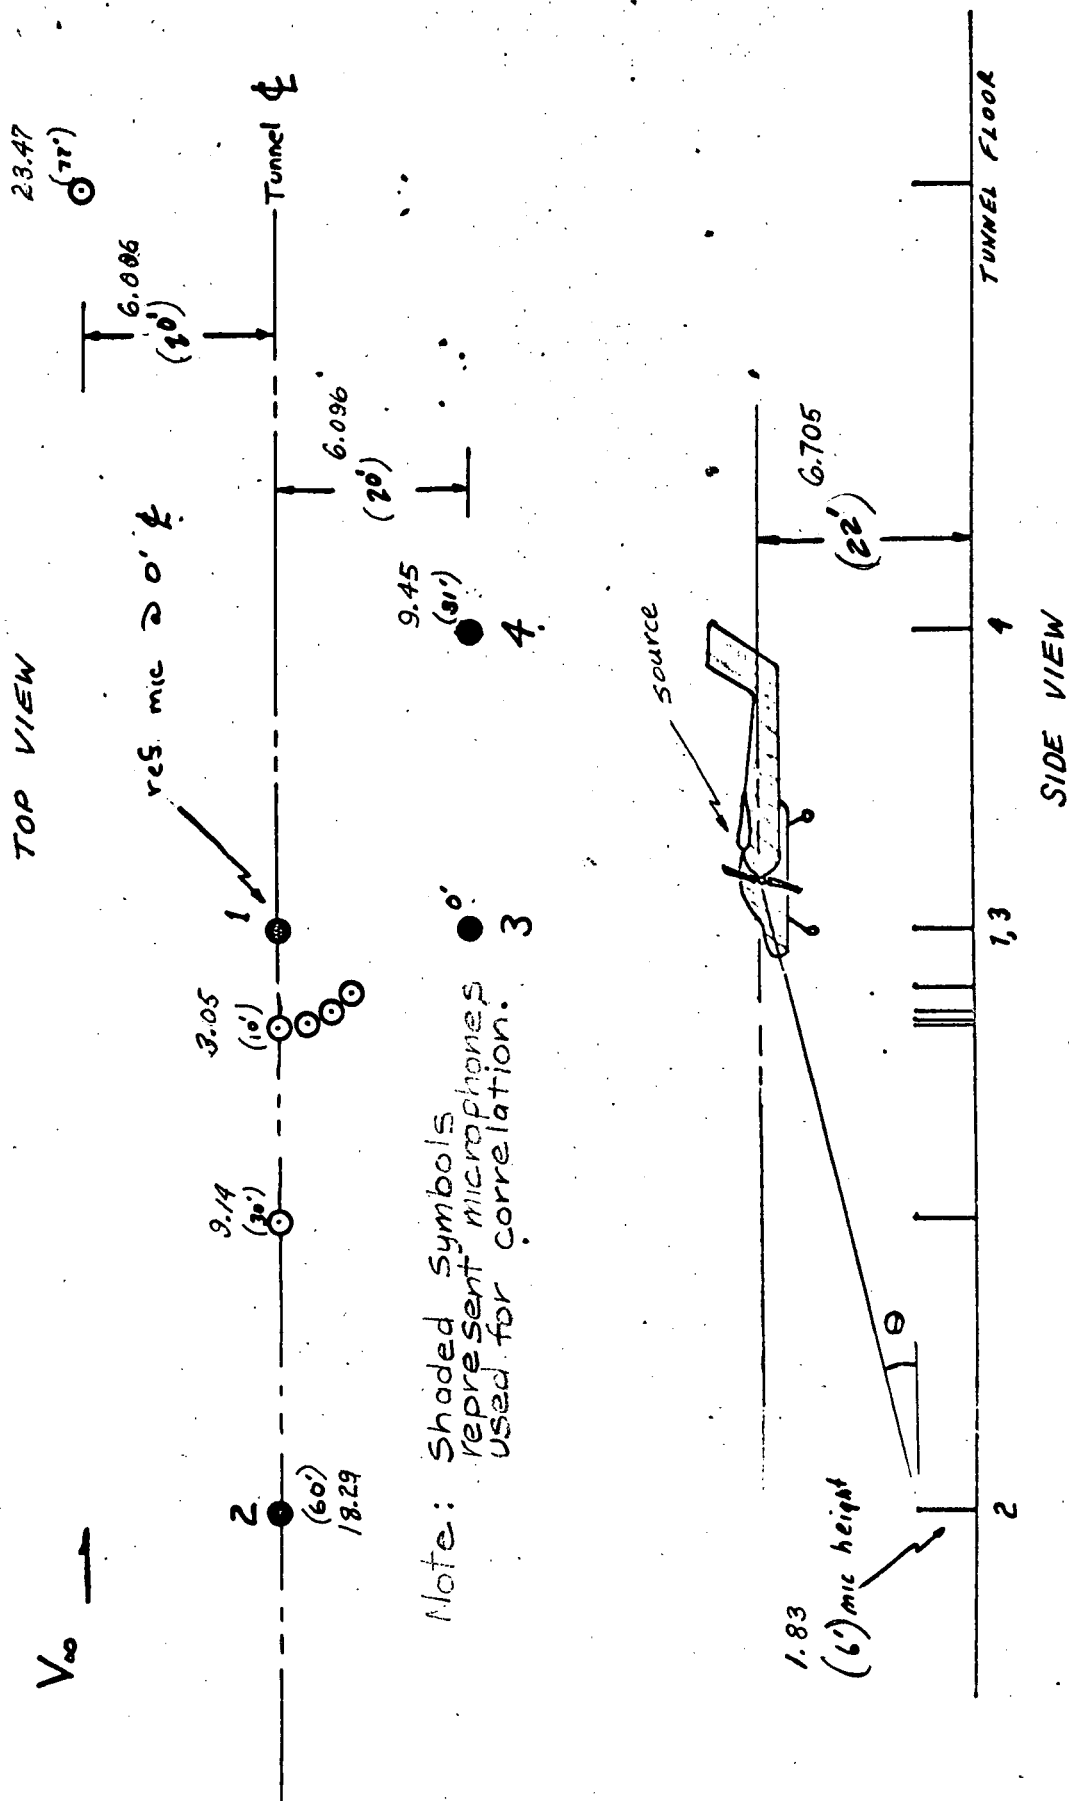 TOP VIEW
V∞
23.47
(77')
6.096
(20')
Tunnel ℄
ref. mic @ 0' ℄
6.096
(20')
1
3.05
(10')
9.14
(30')
2
(60')
18.29
0'
3
9.45
(31')
4
Note: Shaded symbols
represent microphones
used for correlation.
source
6.705
(22')
θ
1.83
(6') mic height
2
1,3
4
TUNNEL FLOOR
SIDE VIEW